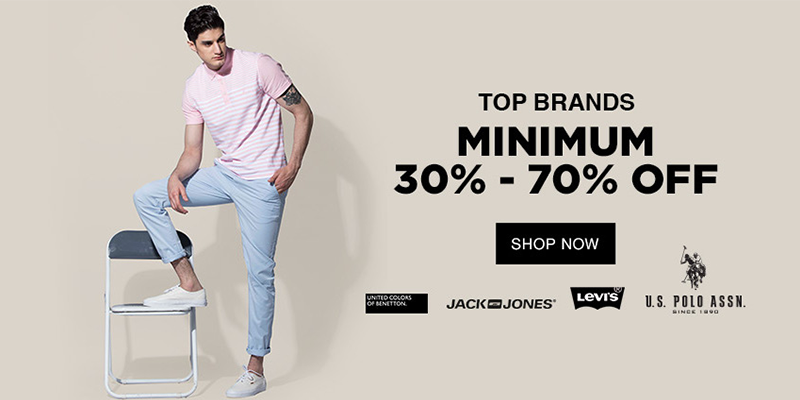 TOP BRANDS
MINIMUM
30% - 70% OFF
SHOP NOW
UNITED COLORS
OF BENETTON.
JACK JONES®
LEVI'S®
U.S. POLO ASSN.
SINCE 1890